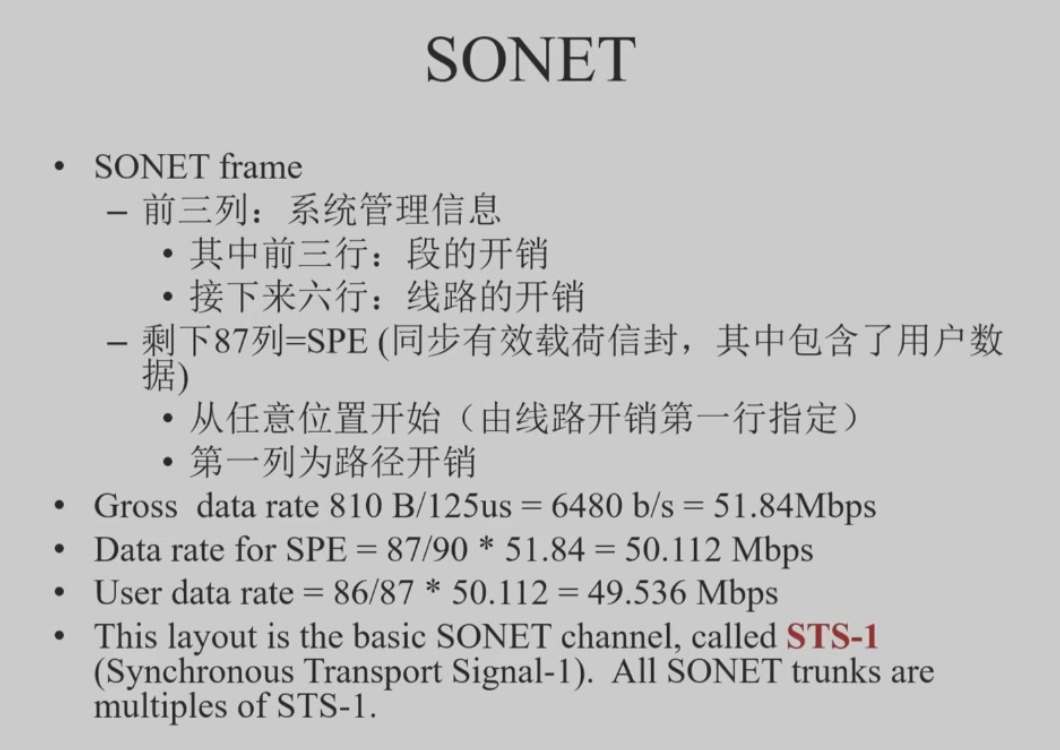 SONET
• SONET frame
– 前三列：系统管理信息
• 其中前三行：段的开销
• 接下来六行：线路的开销
– 剩下87列=SPE (同步有效载荷信封，其中包含了用户数
据)
• 从任意位置开始（由线路开销第一行指定）
• 第一列为路径开销
• Gross data rate 810 B/125us = 6480 b/s = 51.84Mbps
• Data rate for SPE = 87/90 * 51.84 = 50.112 Mbps
• User data rate = 86/87 * 50.112 = 49.536 Mbps
• This layout is the basic SONET channel, called STS-1
(Synchronous Transport Signal-1). All SONET trunks are
multiples of STS-1.